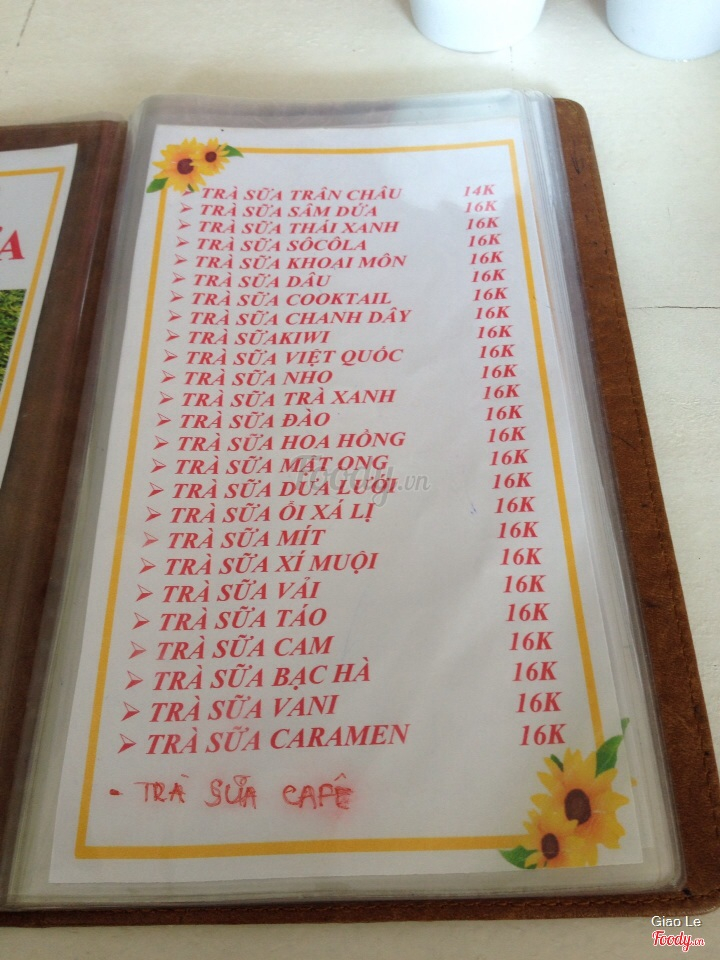 ỮA
TRÀ SỮA TRÂN CHÂU 14K
TRÀ SỮA SÂM DỨA 16K
TRÀ SỮA THÁI XANH 16K
TRÀ SỮA SÔCÔLA 16K
TRÀ SỮA KHOAI MÔN 16K
TRÀ SỮA DÂU 16K
TRÀ SỮA COOKTAIL 16K
TRÀ SỮA CHANH DÂY 16K
TRÀ SỮAKIWI 16K
TRÀ SỮA VIỆT QUỐC 16K
TRÀ SỮA NHO 16K
TRÀ SỮA TRÀ XANH 16K
TRÀ SỮA ĐÀO 16K
TRÀ SỮA HOA HỒNG 16K
TRÀ SỮA MẬT ONG 16K
TRÀ SỮA DƯA LƯỚI 16K
TRÀ SỮA ỔI XÁ LỊ 16K
TRÀ SỮA MÍT 16K
TRÀ SỮA XÍ MUỘI 16K
TRÀ SỮA VẢI 16K
TRÀ SỮA TÁO 16K
TRÀ SỮA CAM 16K
TRÀ SỮA BẠC HÀ 16K
TRÀ SỮA VANI 16K
TRÀ SỮA CARAMEN 16K
- TRÀ SỮA CAFÊ
Foody.vn
Giao Le
Foody.vn